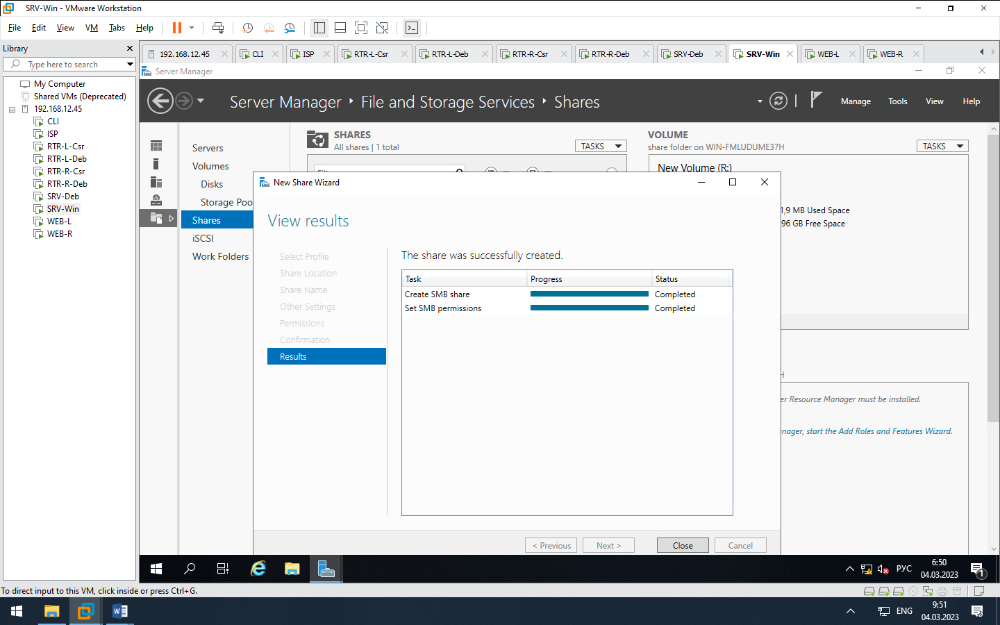 SRV-Win - VMware Workstation
File Edit View VM Tabs Help
Library
Type here to search
My Computer
Shared VMs (Deprecated)
192.168.12.45
CLI
ISP
RTR-L-Csr
RTR-L-Deb
RTR-R-Csr
RTR-R-Deb
SRV-Deb
SRV-Win
WEB-L
WEB-R
192.168.12.45 CLI ISP RTR-L-Csr RTR-L-Deb RTR-R-Csr RTR-R-Deb SRV-Deb SRV-Win WEB-L WEB-R
Server Manager
Server Manager File and Storage Services Shares
Manage Tools View Help
Servers
Volumes
Disks
Storage Poo
Shares
iSCSI
Work Folders
SHARES
All shares | 1 total
TASKS
VOLUME
share folder on WIN-FMLUDUME37H
TASKS
New Volume (R:)
1,9 MB Used Space
96 GB Free Space
H
er Resource Manager must be installed.
nager, start the Add Roles and Features Wizard.
New Share Wizard
View results
Select Profile
Share Location
Share Name
Other Settings
Permissions
Confirmation
Results
The share was successfully created.
Task Progress Status
Create SMB share Completed
Set SMB permissions Completed
< Previous Next > Close Cancel
РУС
6:50
04.03.2023
1
To direct input to this VM, click inside or press Ctrl+G.
ENG
9:51
04.03.2023